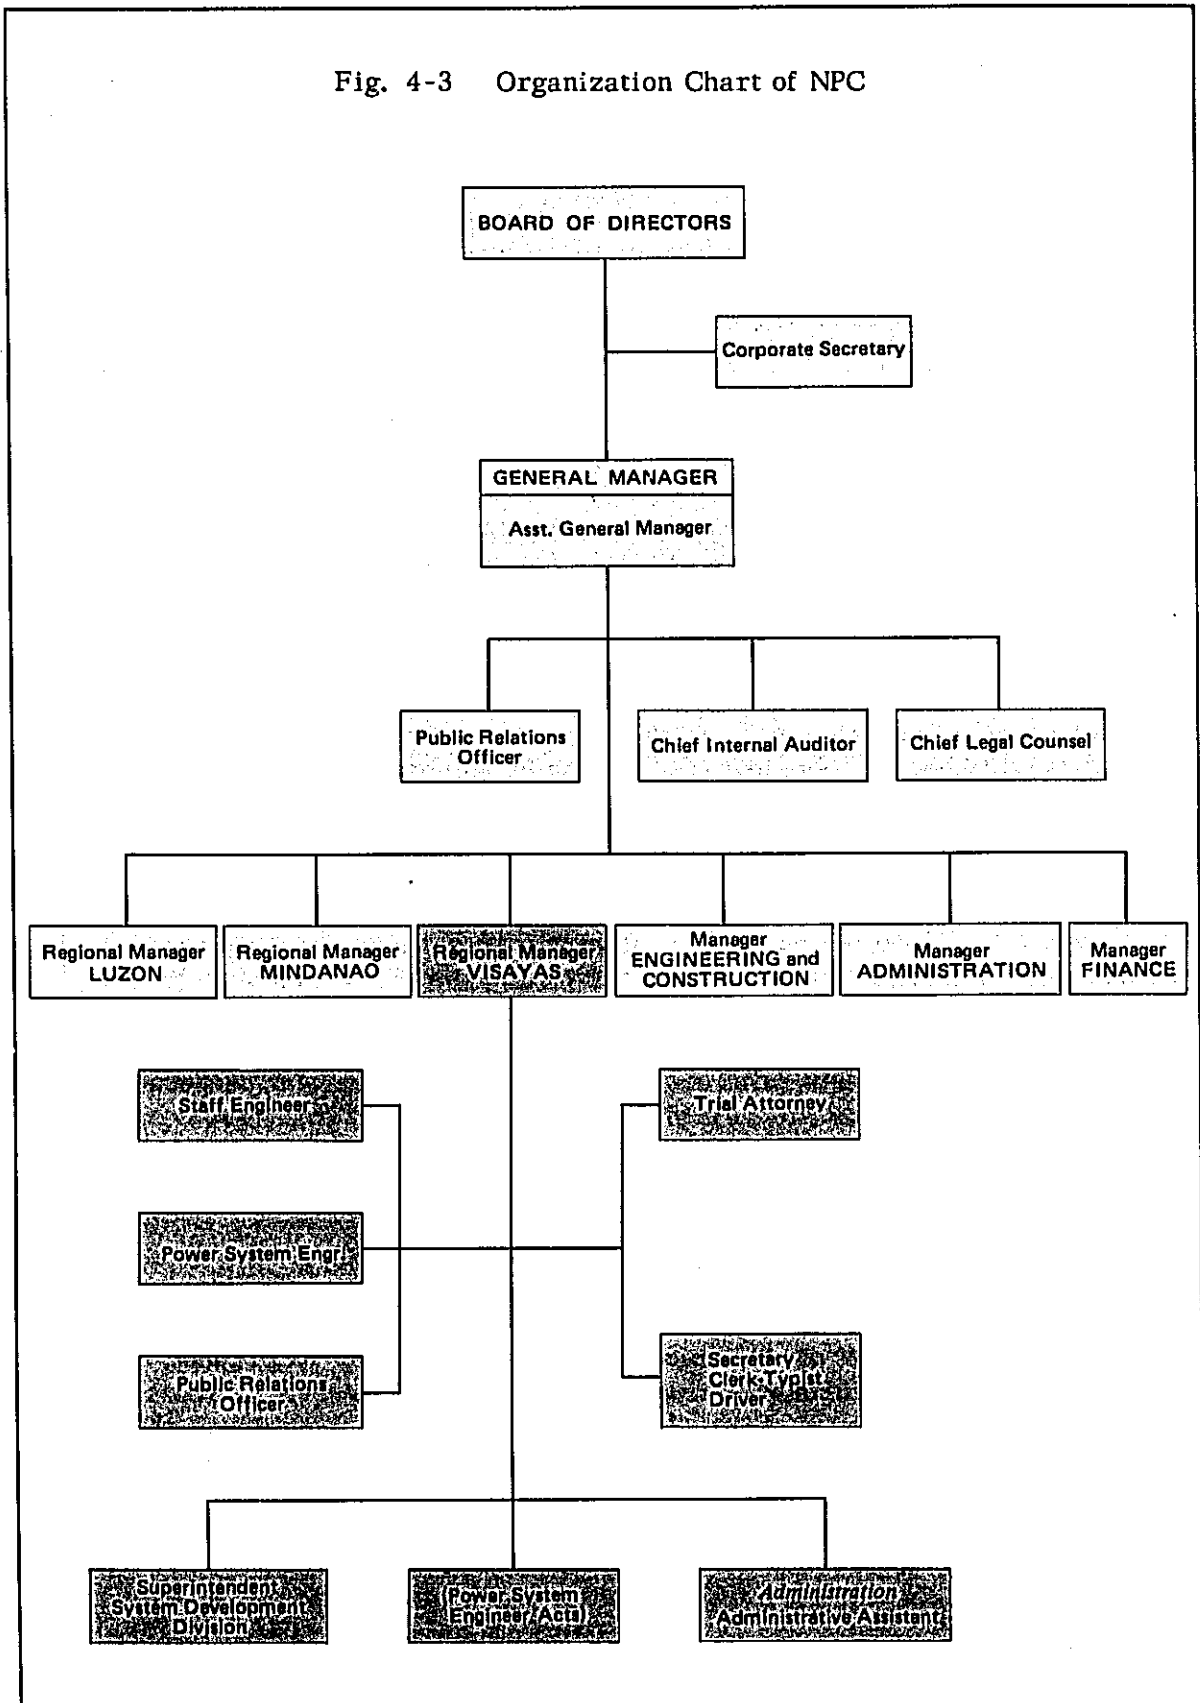 Fig. 4-3 Organization Chart of NPC
BOARD OF DIRECTORS
Corporate Secretary
GENERAL MANAGER
Asst. General Manager
Public Relations
Officer
Chief Internal Auditor
Chief Legal Counsel
Regional Manager
LUZON
Regional Manager
MINDANAO
Regional Manager
VISAYAS
Manager
ENGINEERING and
CONSTRUCTION
Manager
ADMINISTRATION
Manager
FINANCE
Staff Engineer
Trial Attorney
Power System Engr.
Public Relations
Officer
Secretary
Clerk-Typist
Driver
Superintendent
System Development
Division
Power System
Engineer
Administration
Administrative Assistant